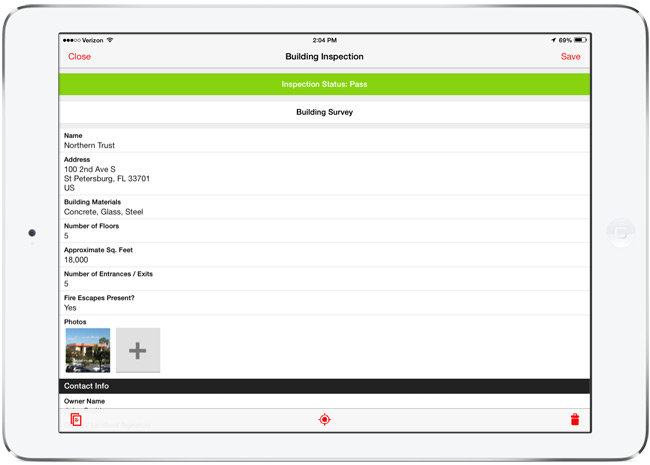 Verizon 2:04 PM 69%
Close Building Inspection Save
Inspection Status: Pass
Building Survey
Name
Northern Trust
Address
100 2nd Ave S
St Petersburg, FL 33701
US
Building Materials
Concrete, Glass, Steel
Number of Floors
5
Approximate Sq. Feet
18,000
Number of Entrances / Exits
5
Fire Escapes Present?
Yes
Photos
Contact Info
Owner Name